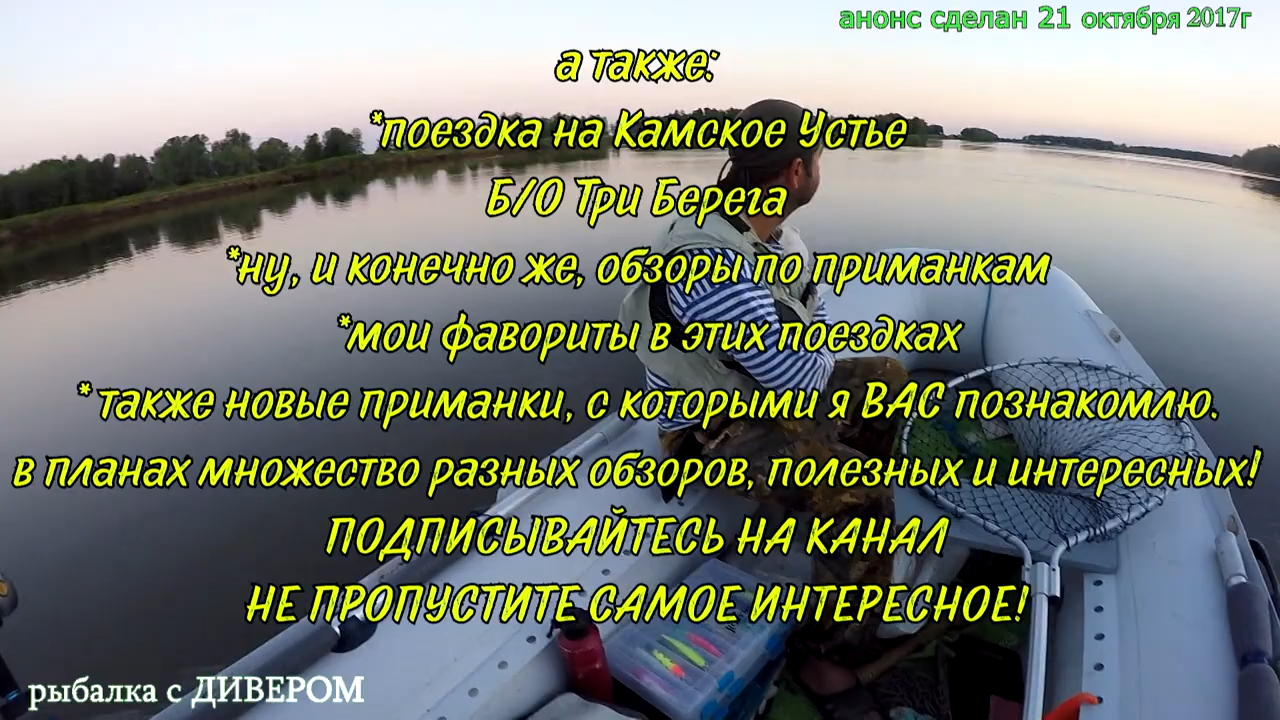 анонс сделан 21 октября 2017г
а также:
*поездка на Камское Устье
Б/О Три Берега
*ну, и конечно же, обзоры по приманкам
*мои фавориты в этих поездках
* также новые приманки, с которыми я ВАС познакомлю.
в планах множество разных обзоров, полезных и интересных!
ПОДПИСЫВАЙТЕСЬ НА КАНАЛ
НЕ ПРОПУСТИТЕ САМОЕ ИНТЕРЕСНОЕ!
рыбалка с ДИВЕРОМ